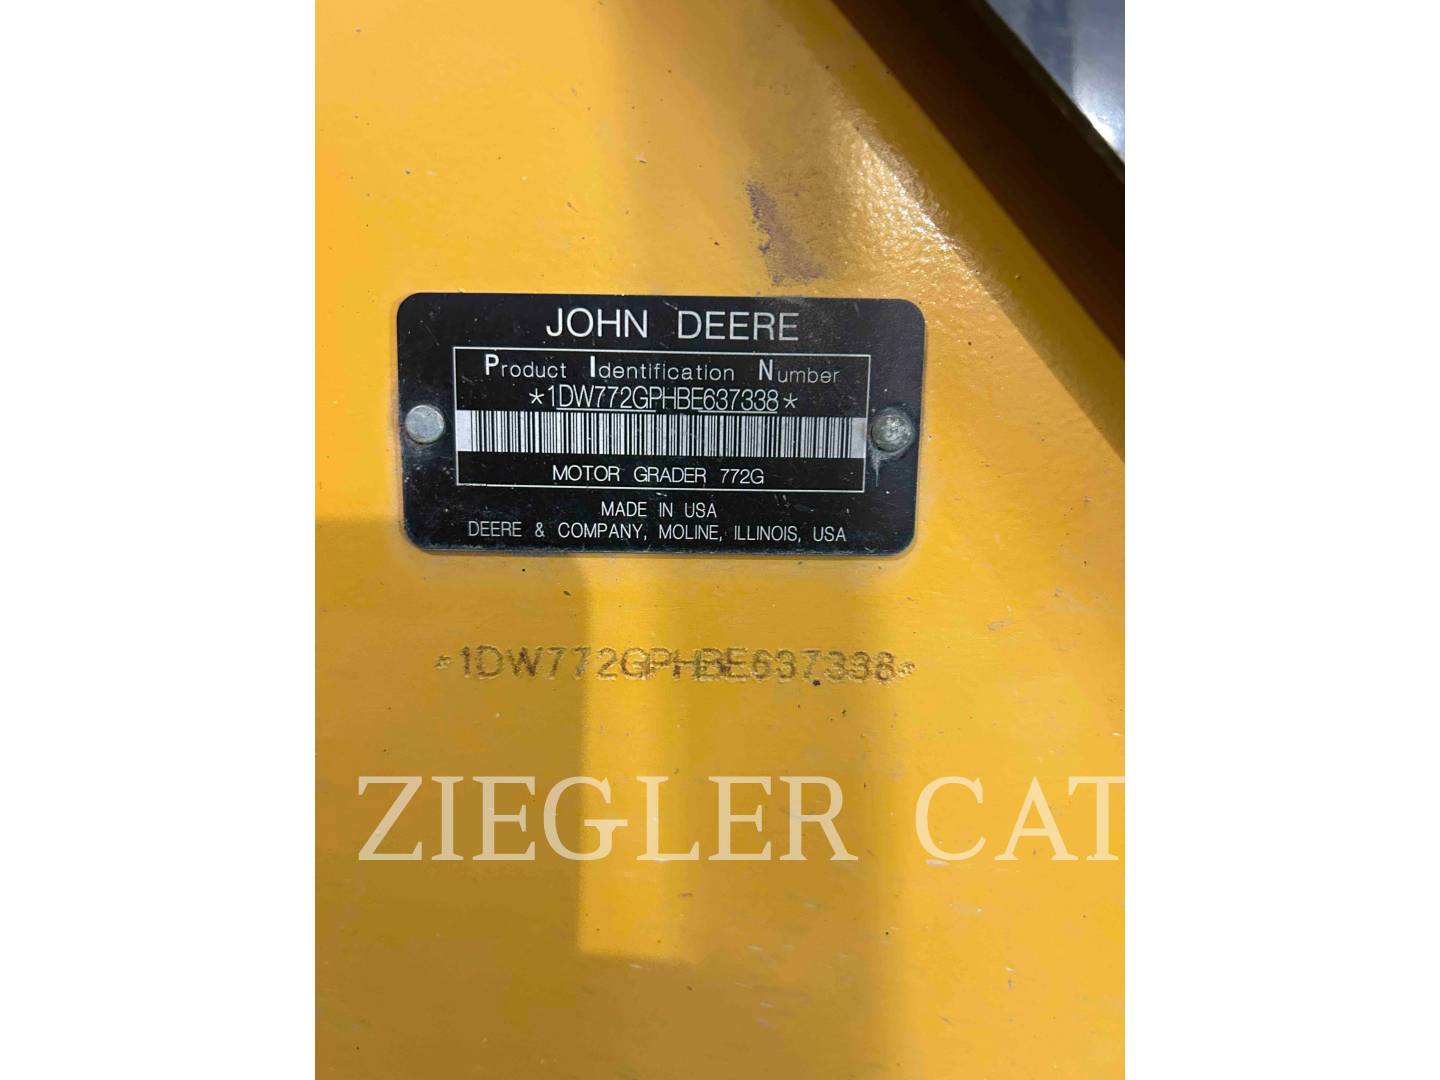 JOHN DEERE
Product Identification Number
*1DW772GPHBE637338*
MOTOR GRADER 772G
MADE IN USA
DEERE & COMPANY, MOLINE, ILLINOIS, USA
*1DW772GPHBE637338*
ZIEGLER CAT